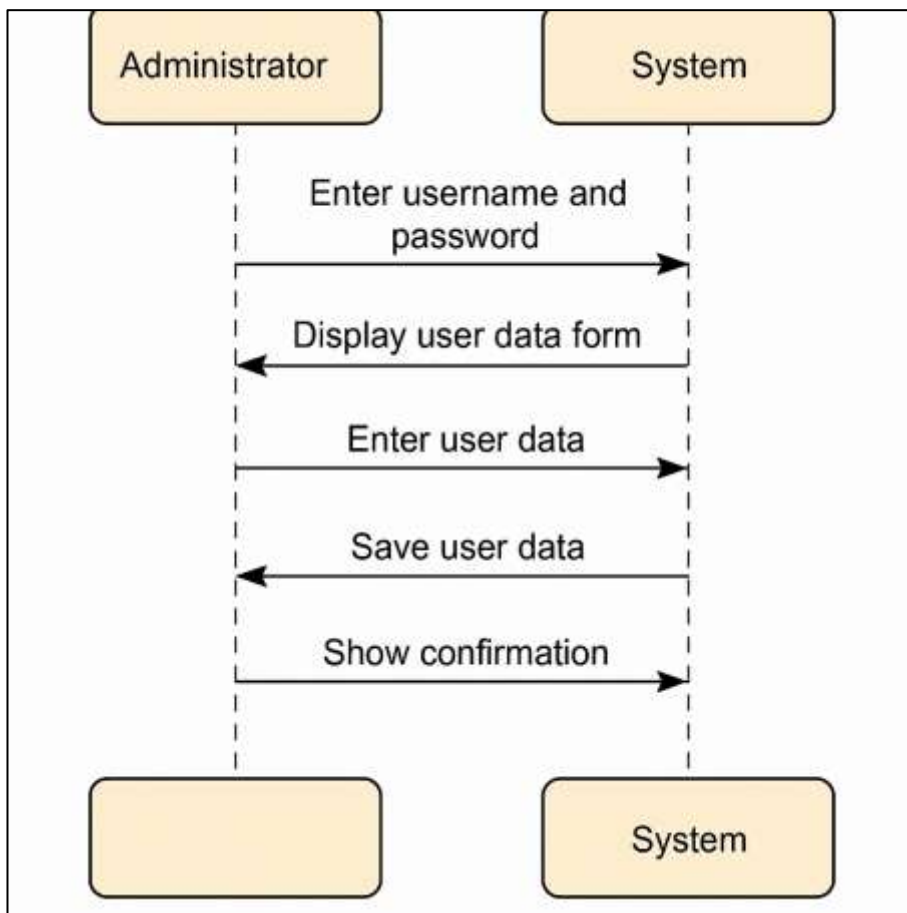 Administrator
System
Enter username and
password
Display user data form
Enter user data
Save user data
Show confirmation
System